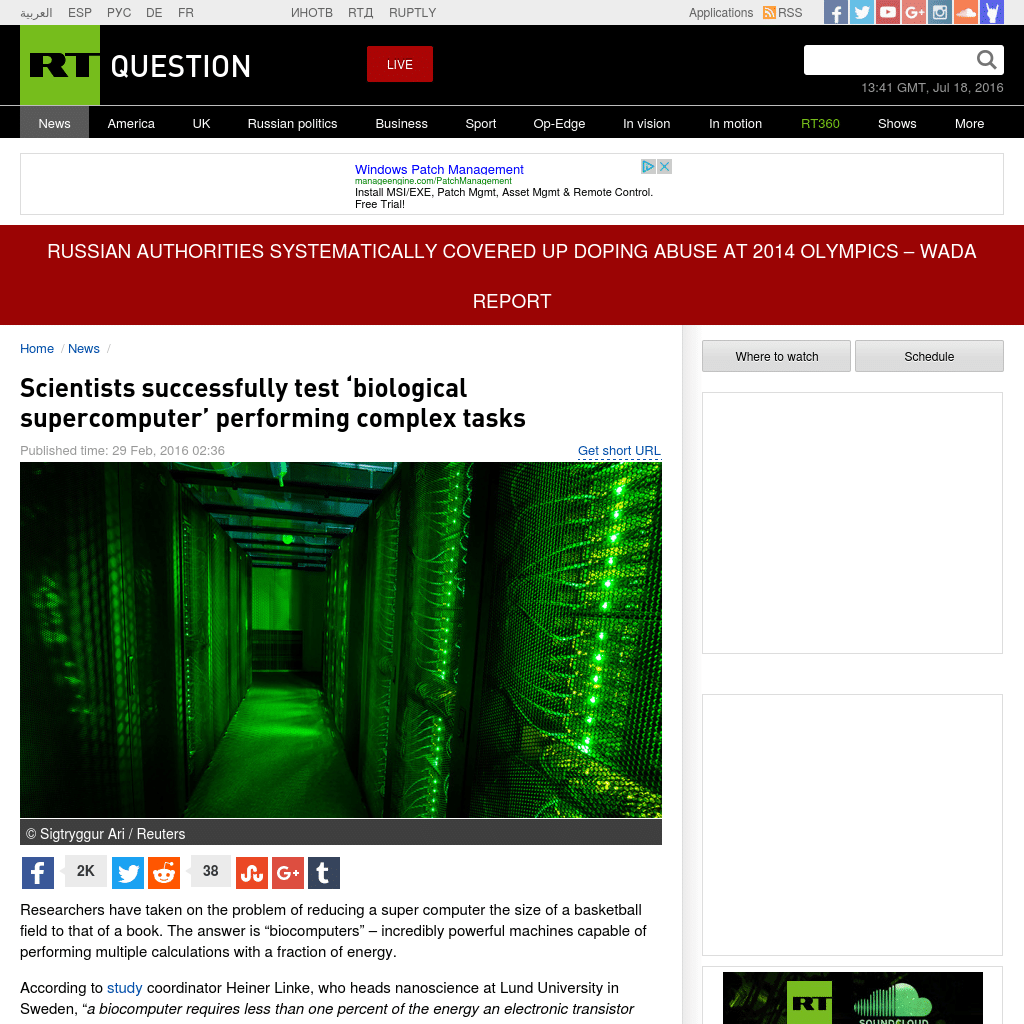 العربية ESP РУС DE FR ИНОТВ RTД RUPTLY Applications RSS
RT QUESTION
LIVE
13:41 GMT, Jul 18, 2016
News America UK Russian politics Business Sport Op-Edge In vision In motion RT360 Shows More
Windows Patch Management
manageengine.com/PatchManagement
Install MSI/EXE, Patch Mgmt, Asset Mgmt & Remote Control.
Free Trial!
RUSSIAN AUTHORITIES SYSTEMATICALLY COVERED UP DOPING ABUSE AT 2014 OLYMPICS – WADA
REPORT
Home / News /
Where to watch Schedule
Scientists successfully test ‘biological
supercomputer’ performing complex tasks
Published time: 29 Feb, 2016 02:36 Get short URL
© Sigtryggur Ari / Reuters
2K 38
Researchers have taken on the problem of reducing a super computer the size of a basketball
field to that of a book. The answer is “biocomputers” – incredibly powerful machines capable of
performing multiple calculations with a fraction of energy.
According to study coordinator Heiner Linke, who heads nanoscience at Lund University in
Sweden, “a biocomputer requires less than one percent of the energy an electronic transistor
RT SOUNDCLOUD